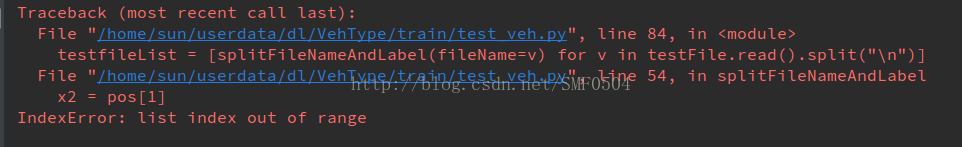 Traceback (most recent call last):
File "/home/sun/userdata/dl/VehType/train/test_veh.py", line 84, in <module>
testfileList = [splitFileNameAndLabel(fileName=v) for v in testFile.read().split("\n")]
File "/home/sun/userdata/dl/VehType/train/test_veh.py", line 54, in splitFileNameAndLabel
http://blog.csdn.net/SMF0504
x2 = pos[1]
IndexError: list index out of range